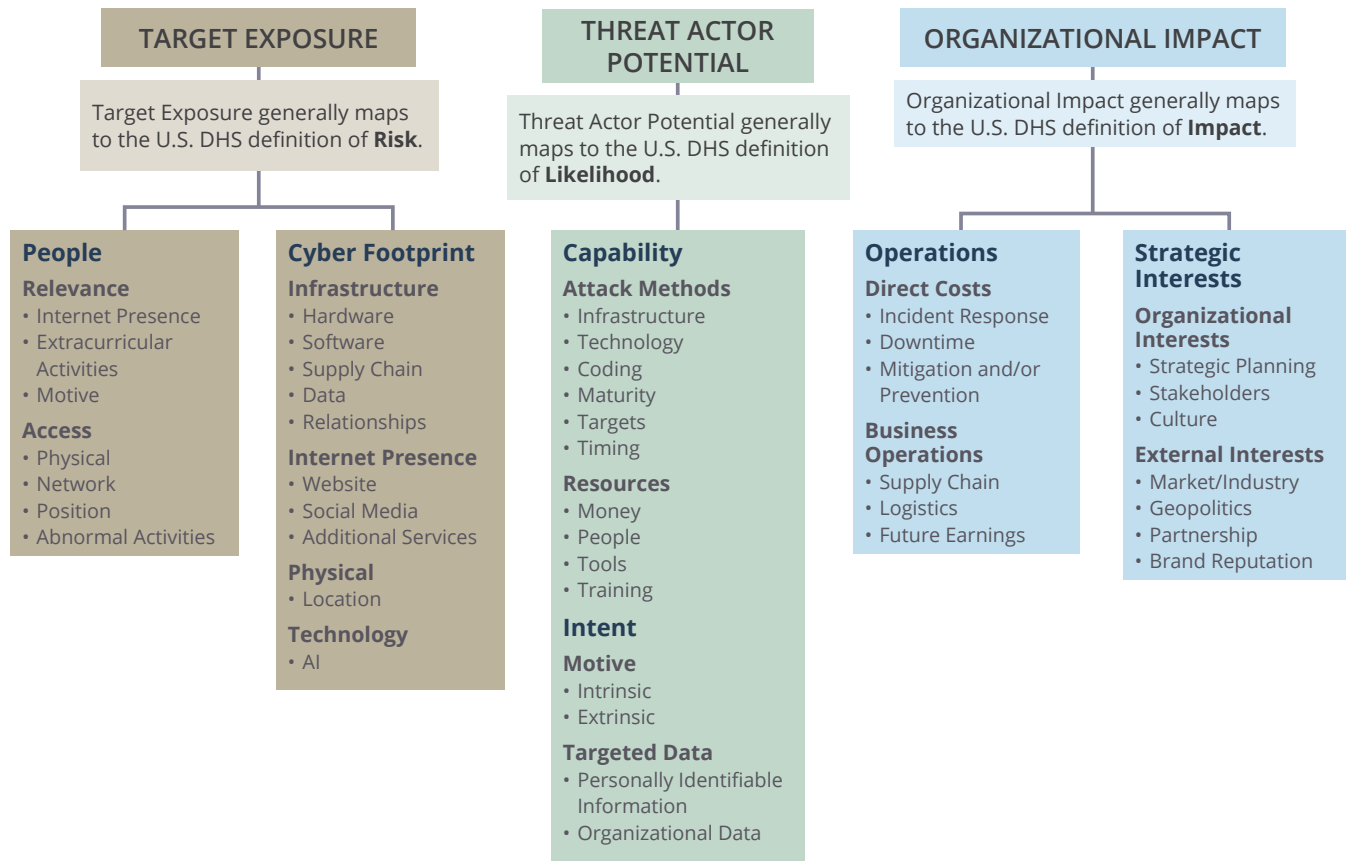 TARGET EXPOSURE
Target Exposure generally maps
to the U.S. DHS definition of Risk.
People
Relevance
• Internet Presence
• Extracurricular
Activities
• Motive
Access
• Physical
• Network
• Position
• Abnormal Activities
Cyber Footprint
Infrastructure
• Hardware
• Software
• Supply Chain
• Data
• Relationships
Internet Presence
• Website
• Social Media
• Additional Services
Physical
• Location
Technology
• AI
THREAT ACTOR
POTENTIAL
Threat Actor Potential generally
maps to the U.S. DHS definition
of Likelihood.
Capability
Attack Methods
• Infrastructure
• Technology
• Coding
• Maturity
• Targets
• Timing
Resources
• Money
• People
• Tools
• Training
Intent
Motive
• Intrinsic
• Extrinsic
Targeted Data
• Personally Identifiable
Information
• Organizational Data
ORGANIZATIONAL IMPACT
Organizational Impact generally maps
to the U.S. DHS definition of Impact.
Operations
Direct Costs
• Incident Response
• Downtime
• Mitigation and/or
Prevention
Business
Operations
• Supply Chain
• Logistics
• Future Earnings
Strategic
Interests
Organizational
Interests
• Strategic Planning
• Stakeholders
• Culture
External Interests
• Market/Industry
• Geopolitics
• Partnership
• Brand Reputation